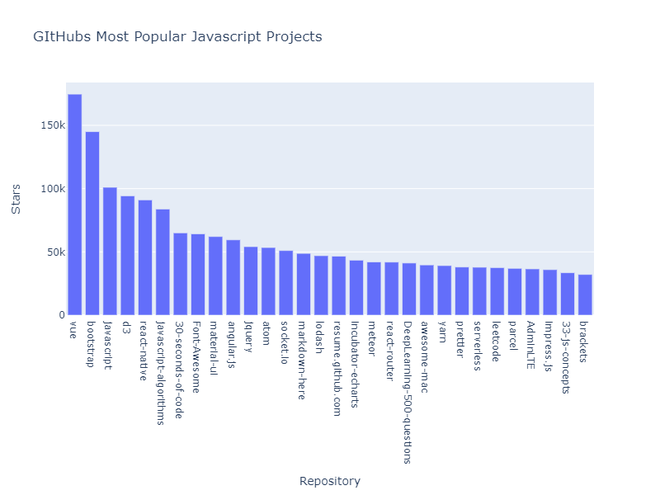 GItHubs Most Popular Javascript Projects
150k
100k
50k
0
Stars
vue
bootstrap
javascript
d3
react-native
javascript-algorithms
30-seconds-of-code
Font-Awesome
material-ui
angular.js
jquery
atom
socket.io
markdown-here
lodash
resume.github.com
incubator-echarts
meteor
react-router
DeepLearning-500-questions
awesome-mac
yarn
prettier
serverless
leetcode
parcel
AdminLTE
impress.js
33-js-concepts
brackets
Repository